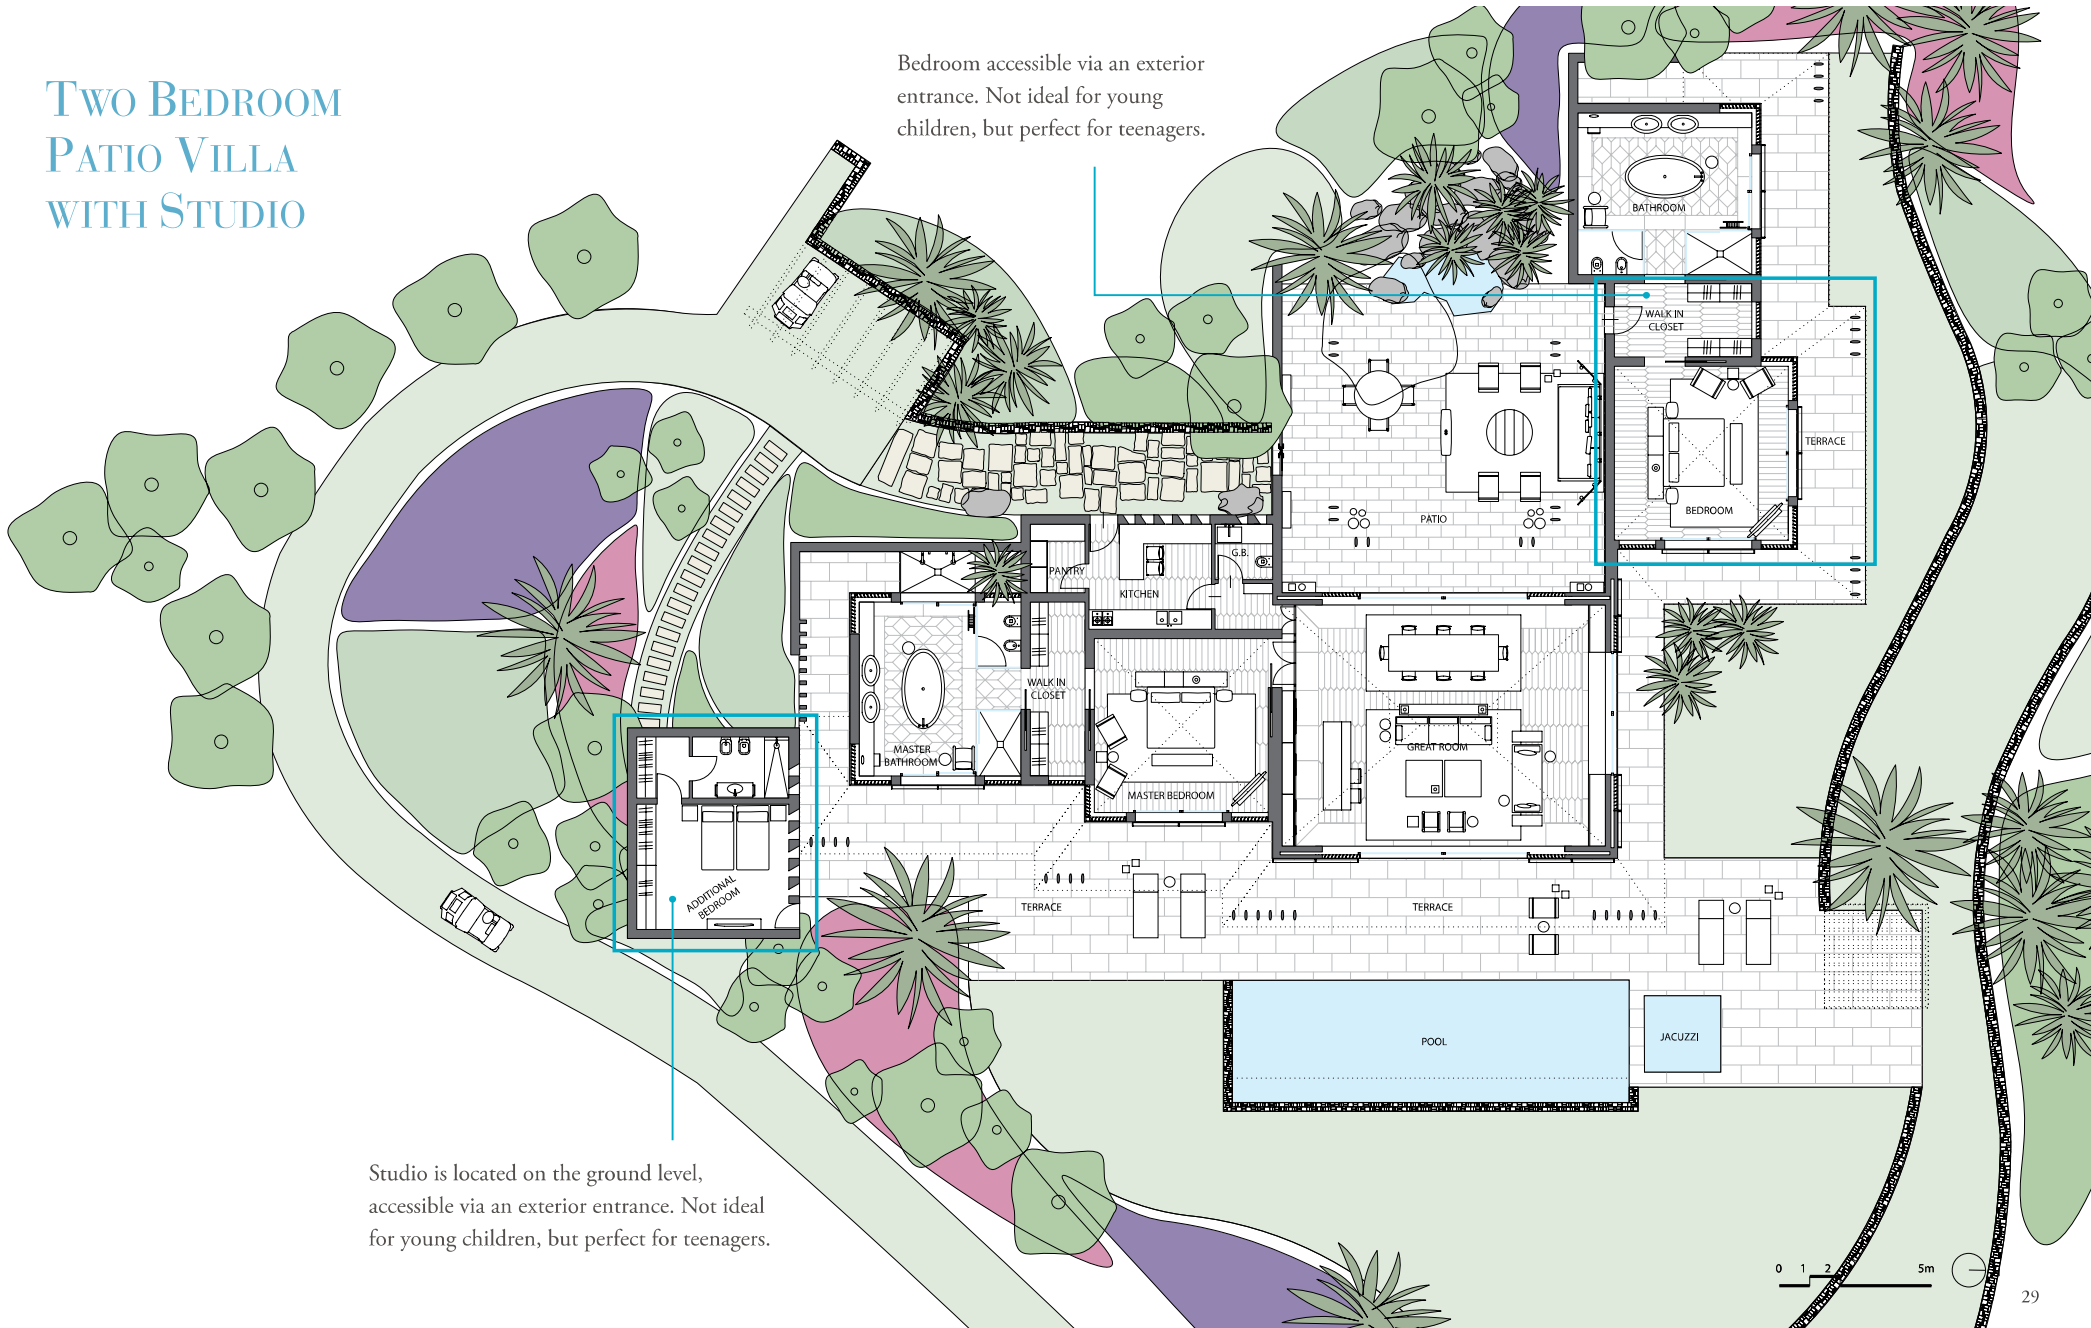 TWO BEDROOM
PATIO VILLA
WITH STUDIO
Bedroom accessible via an exterior
entrance. Not ideal for young
children, but perfect for teenagers.
BATHROOM
WALK IN
CLOSET
TERRACE
BEDROOM
PATIO
G.B.
PANTRY
KITCHEN
WALK IN
CLOSET
MASTER
BATHROOM
GREAT ROOM
MASTER BEDROOM
ADDITIONAL
BEDROOM
TERRACE
TERRACE
POOL
JACUZZI
Studio is located on the ground level,
accessible via an exterior entrance. Not ideal
for young children, but perfect for teenagers.
0 1 2 5m
29